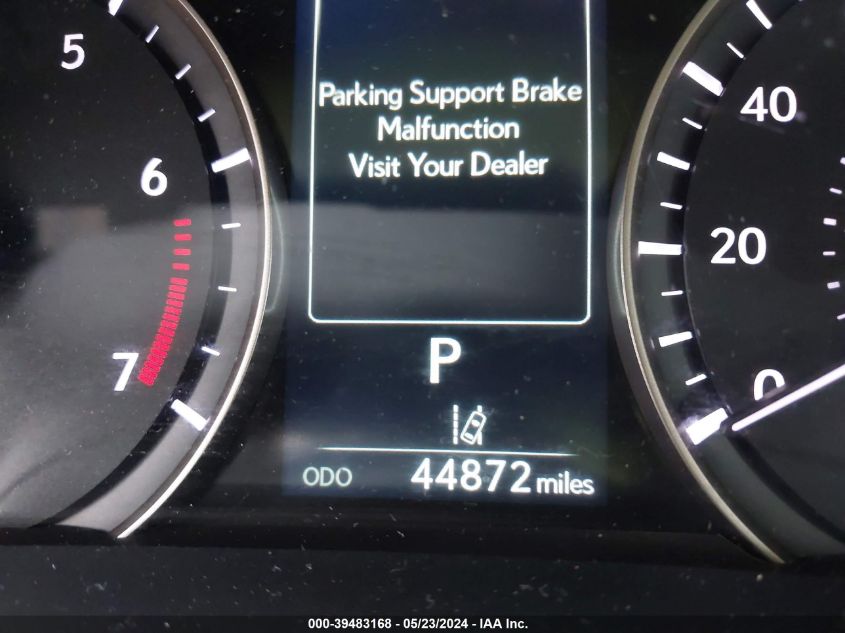 5
6
7
Parking Support Brake
Malfunction
Visit Your Dealer
P
ODO 44872 miles
40
20
0
000-39483168 - 05/23/2024 - IAA Inc.